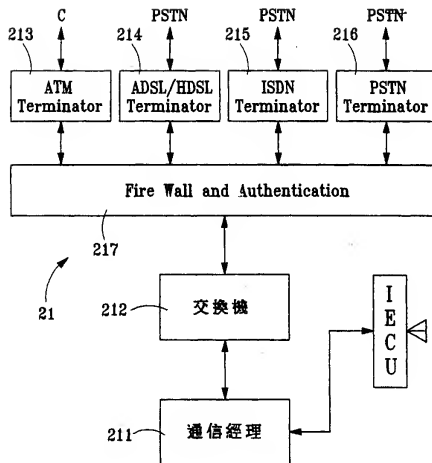 C PSTN PSTN PSTN
213 214 215 216
ATM Terminator
ADSL/HDSL Terminator
ISDN Terminator
PSTN Terminator
Fire Wall and Authentication
217
21
212
交換機
IECU
211
通信經理